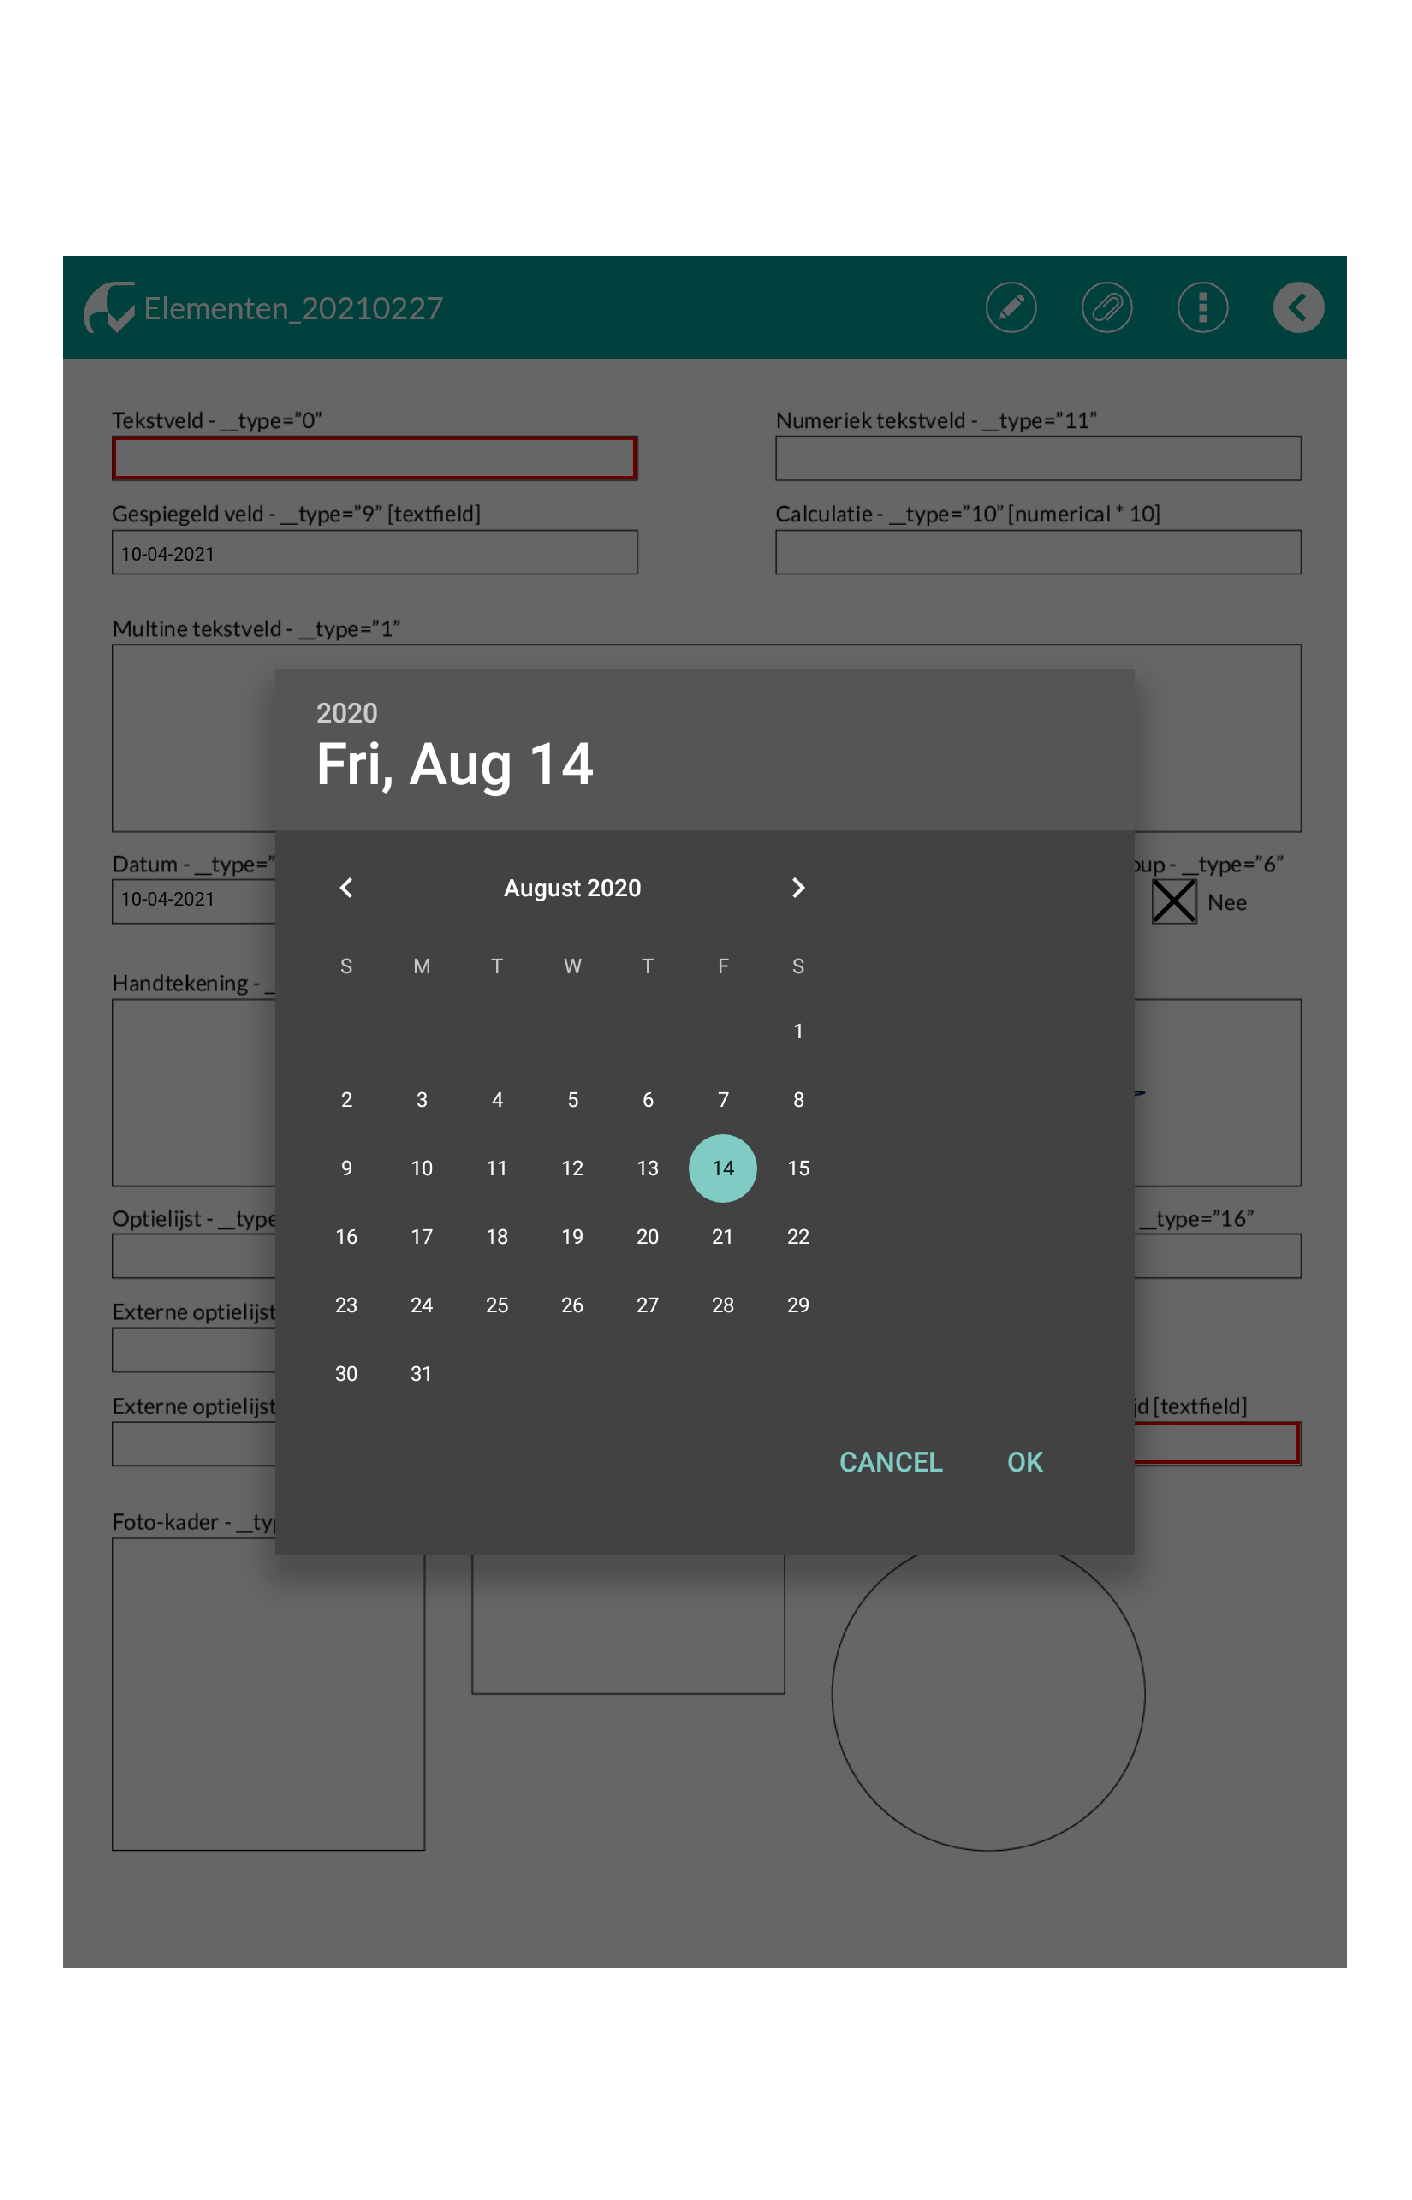 Elementen_20210227
Tekstveld - __type="0"
Numeriek tekstveld - __type="11"
Gespiegeld veld - __type="9" [textfield]
Calculatie - __type="10" [numerical * 10]
10-04-2021
Multine tekstveld - __type="1"
2020
Fri, Aug 14
Datum - __type="
- __type="6"
10-04-2021
Nee
August 2020
S M T W T F S
Handtekening -
1
2 3 4 5 6 7 8
9 10 11 12 13 14 15
Optielijst - __type
__type="16"
16 17 18 19 20 21 22
Externe optielijst
23 24 25 26 27 28 29
30 31
Externe optielijst
[textfield]
CANCEL OK
Foto-kader -